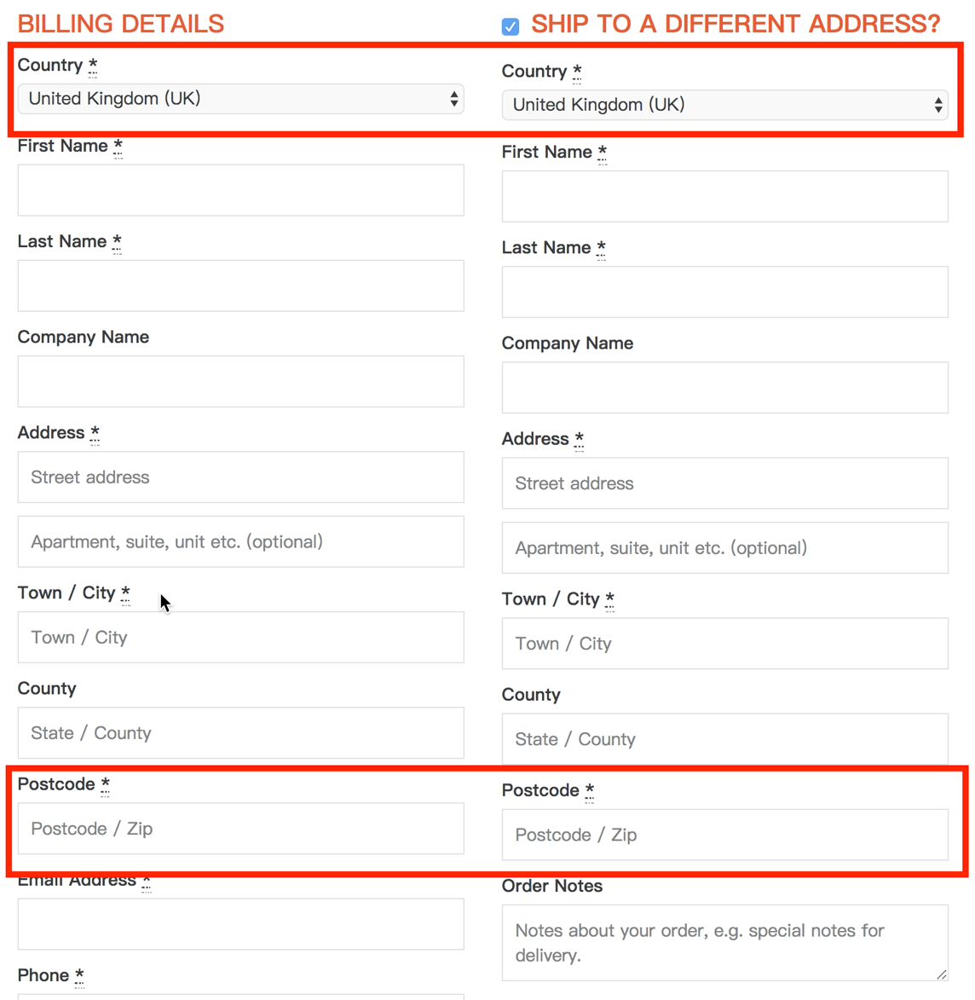 BILLING DETAILS
Country *
United Kingdom (UK)
First Name *
Last Name *
Company Name
Address *
Street address
Apartment, suite, unit etc. (optional)
Town / City *
Town / City
County
State / County
Postcode *
Postcode / Zip
Email Address *
Phone *
SHIP TO A DIFFERENT ADDRESS?
Country *
United Kingdom (UK)
First Name *
Last Name *
Company Name
Address *
Street address
Apartment, suite, unit etc. (optional)
Town / City *
Town / City
County
State / County
Postcode *
Postcode / Zip
Order Notes
Notes about your order, e.g. special notes for
delivery.